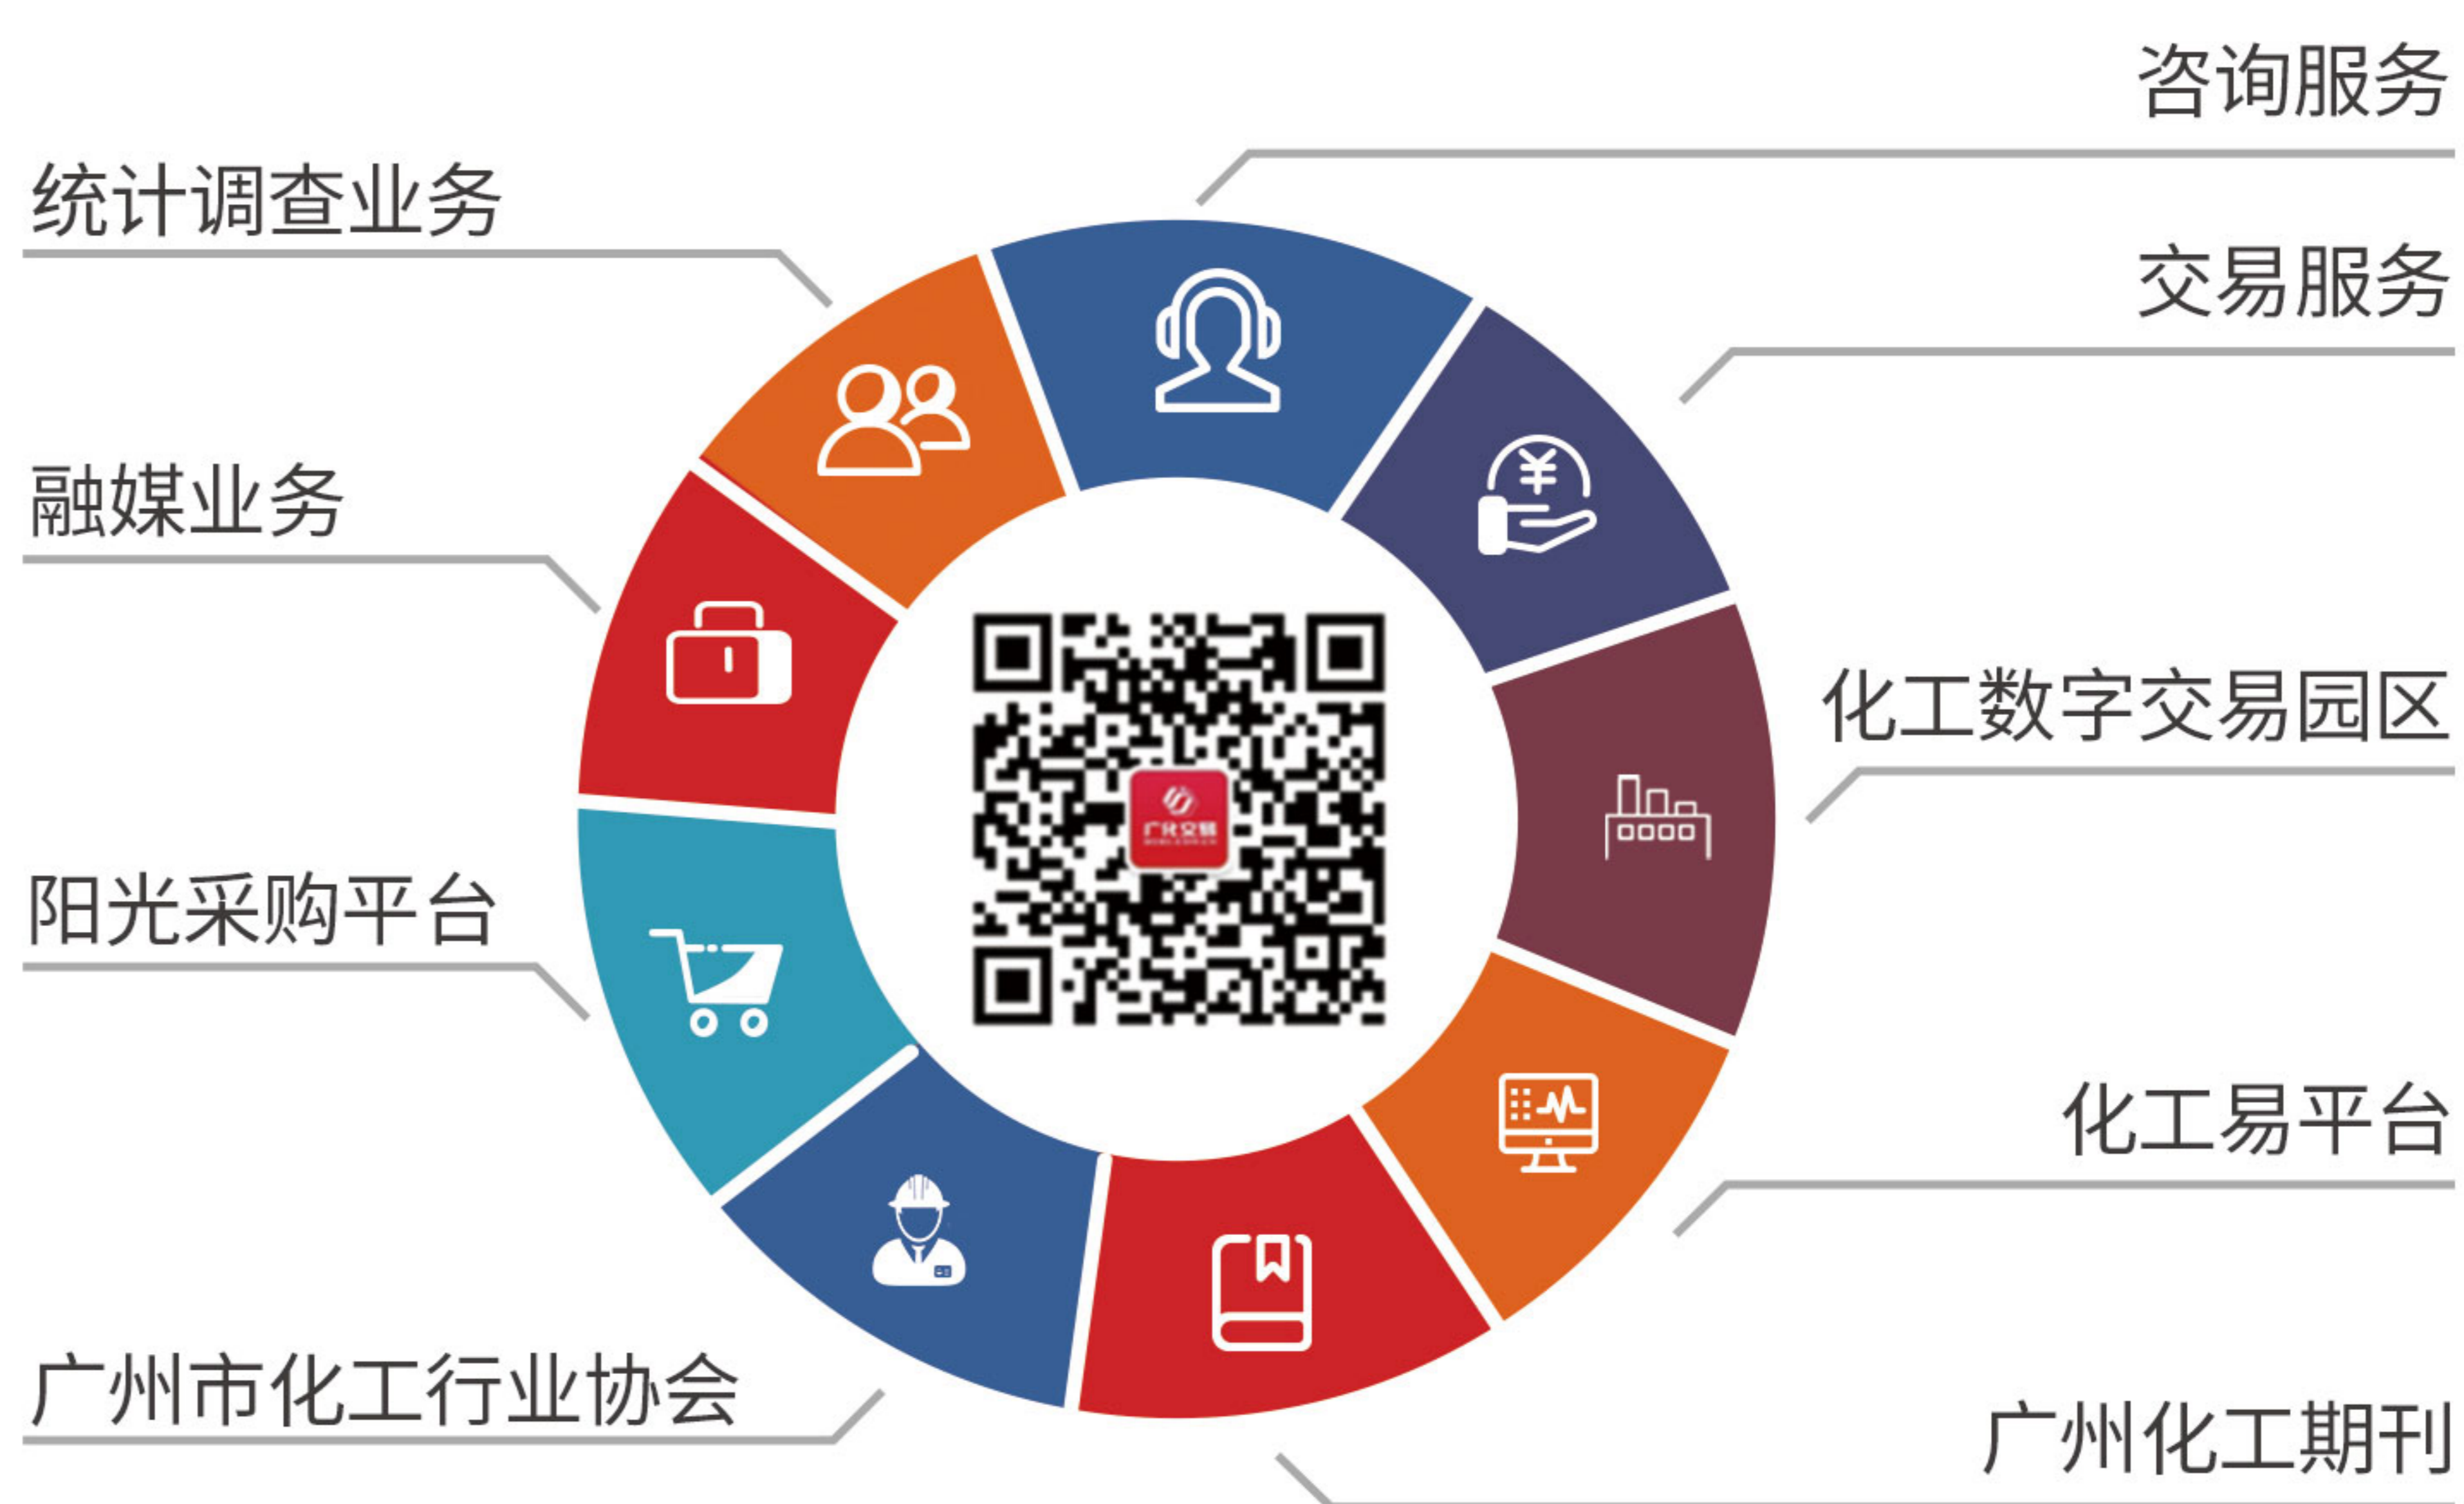 咨询服务
统计调查业务
交易服务
融媒业务
化工数字交易园区
广化交易
阳光采购平台
化工易平台
广州市化工行业协会
广州化工期刊